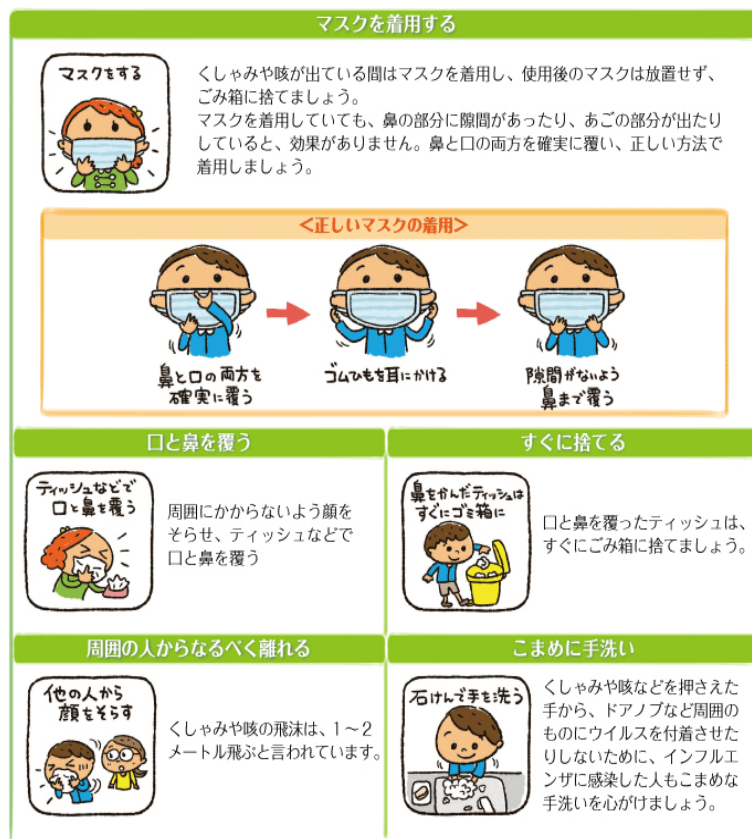 マスクを着用する
マスクをする
くしゃみや咳が出ている間はマスクを着用し、使用後のマスクは放置せず、
ごみ箱に捨てましょう。
マスクを着用していても、鼻の部分に隙間があったり、あごの部分が出たり
していると、効果がありません。鼻と口の両方を確実に覆い、正しい方法で
着用しましょう。
<正しいマスクの着用>
鼻と口の両方を
確実に覆う
ゴムひもを耳にかける
隙間がないよう
鼻まで覆う
口と鼻を覆う
ティッシュなどで
口と鼻を覆う
周囲にかからないよう顔を
そらせ、ティッシュなどで
口と鼻を覆う
すぐに捨てる
鼻をかんだティッシュは
すぐにゴミ箱に
口と鼻を覆ったティッシュは、
すぐにごみ箱に捨てましょう。
周囲の人からなるべく離れる
他の人から
顔をそらす
くしゃみや咳の飛沫は、1~2
メートル飛ぶと言われています。
こまめに手洗い
石けんで手を洗う
くしゃみや咳などを押さえた
手から、ドアノブなど周囲の
ものにウイルスを付着させた
りしないために、インフルエ
ンザに感染した人もこまめな
手洗いを心がけましょう。